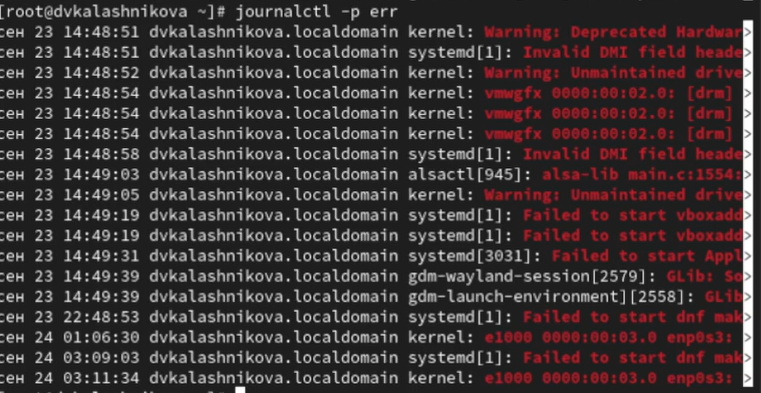 [root@dvkalashnikova ~]# journalctl -p err
сен 23 14:48:51 dvkalashnikova.localdomain kernel: Warning: Deprecated Hardwar>
сен 23 14:48:51 dvkalashnikova.localdomain systemd[1]: Invalid DMI field heade>
сен 23 14:48:52 dvkalashnikova.localdomain kernel: Warning: Unmaintained drive>
сен 23 14:48:54 dvkalashnikova.localdomain kernel: vmwgfx 0000:00:02.0: [drm] >
сен 23 14:48:54 dvkalashnikova.localdomain kernel: vmwgfx 0000:00:02.0: [drm] >
сен 23 14:48:54 dvkalashnikova.localdomain kernel: vmwgfx 0000:00:02.0: [drm] >
сен 23 14:48:58 dvkalashnikova.localdomain systemd[1]: Invalid DMI field heade>
сен 23 14:49:03 dvkalashnikova.localdomain alsactl[945]: alsa-lib main.c:1554:>
сен 23 14:49:05 dvkalashnikova.localdomain kernel: Warning: Unmaintained drive>
сен 23 14:49:19 dvkalashnikova.localdomain systemd[1]: Failed to start vboxadd>
сен 23 14:49:19 dvkalashnikova.localdomain systemd[1]: Failed to start vboxadd>
сен 23 14:49:31 dvkalashnikova.localdomain systemd[3031]: Failed to start Appl>
сен 23 14:49:39 dvkalashnikova.localdomain gdm-wayland-session[2579]: GLib: So>
сен 23 14:49:39 dvkalashnikova.localdomain gdm-launch-environment][2558]: GLib>
сен 23 22:48:53 dvkalashnikova.localdomain systemd[1]: Failed to start dnf mak>
сен 24 01:06:30 dvkalashnikova.localdomain kernel: e1000 0000:00:03.0 enp0s3: >
сен 24 03:09:03 dvkalashnikova.localdomain systemd[1]: Failed to start dnf mak>
сен 24 03:11:34 dvkalashnikova.localdomain kernel: e1000 0000:00:03.0 enp0s3: >